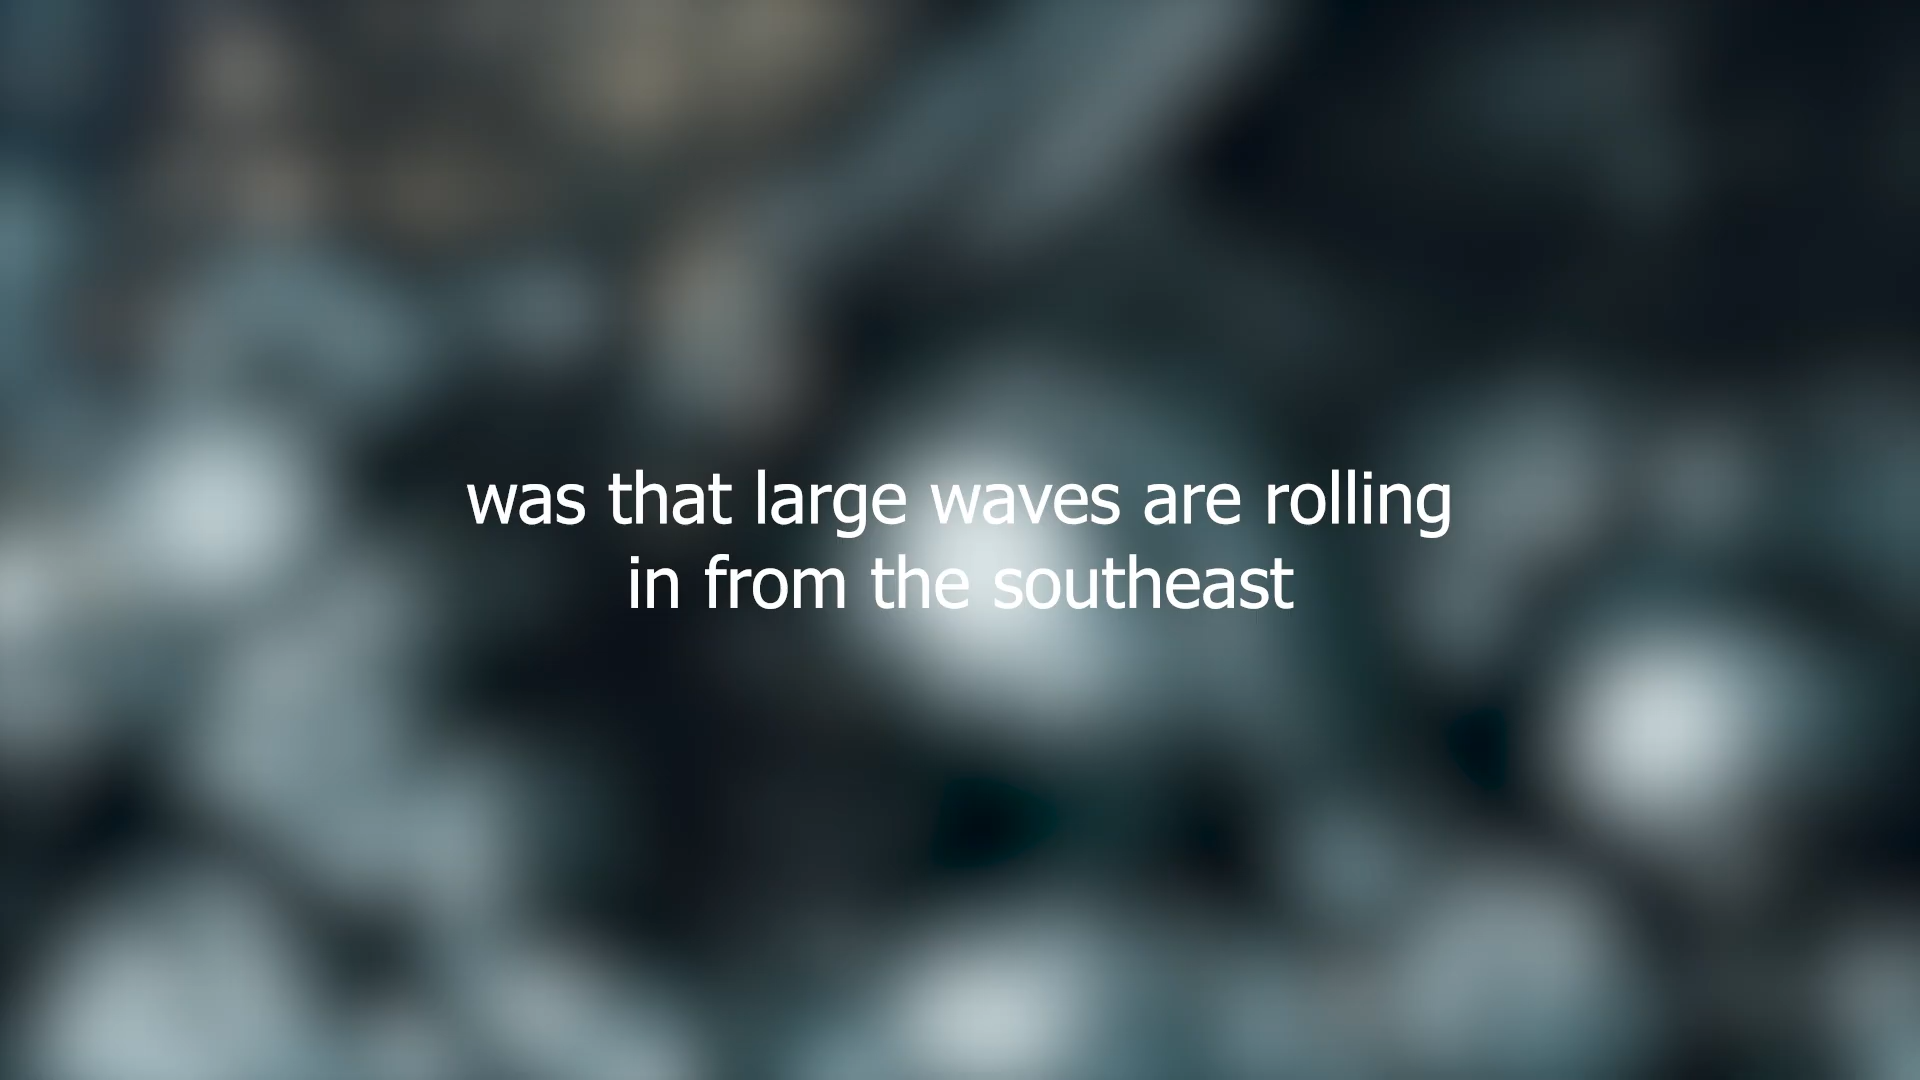 was that large waves are rolling
in from the southeast